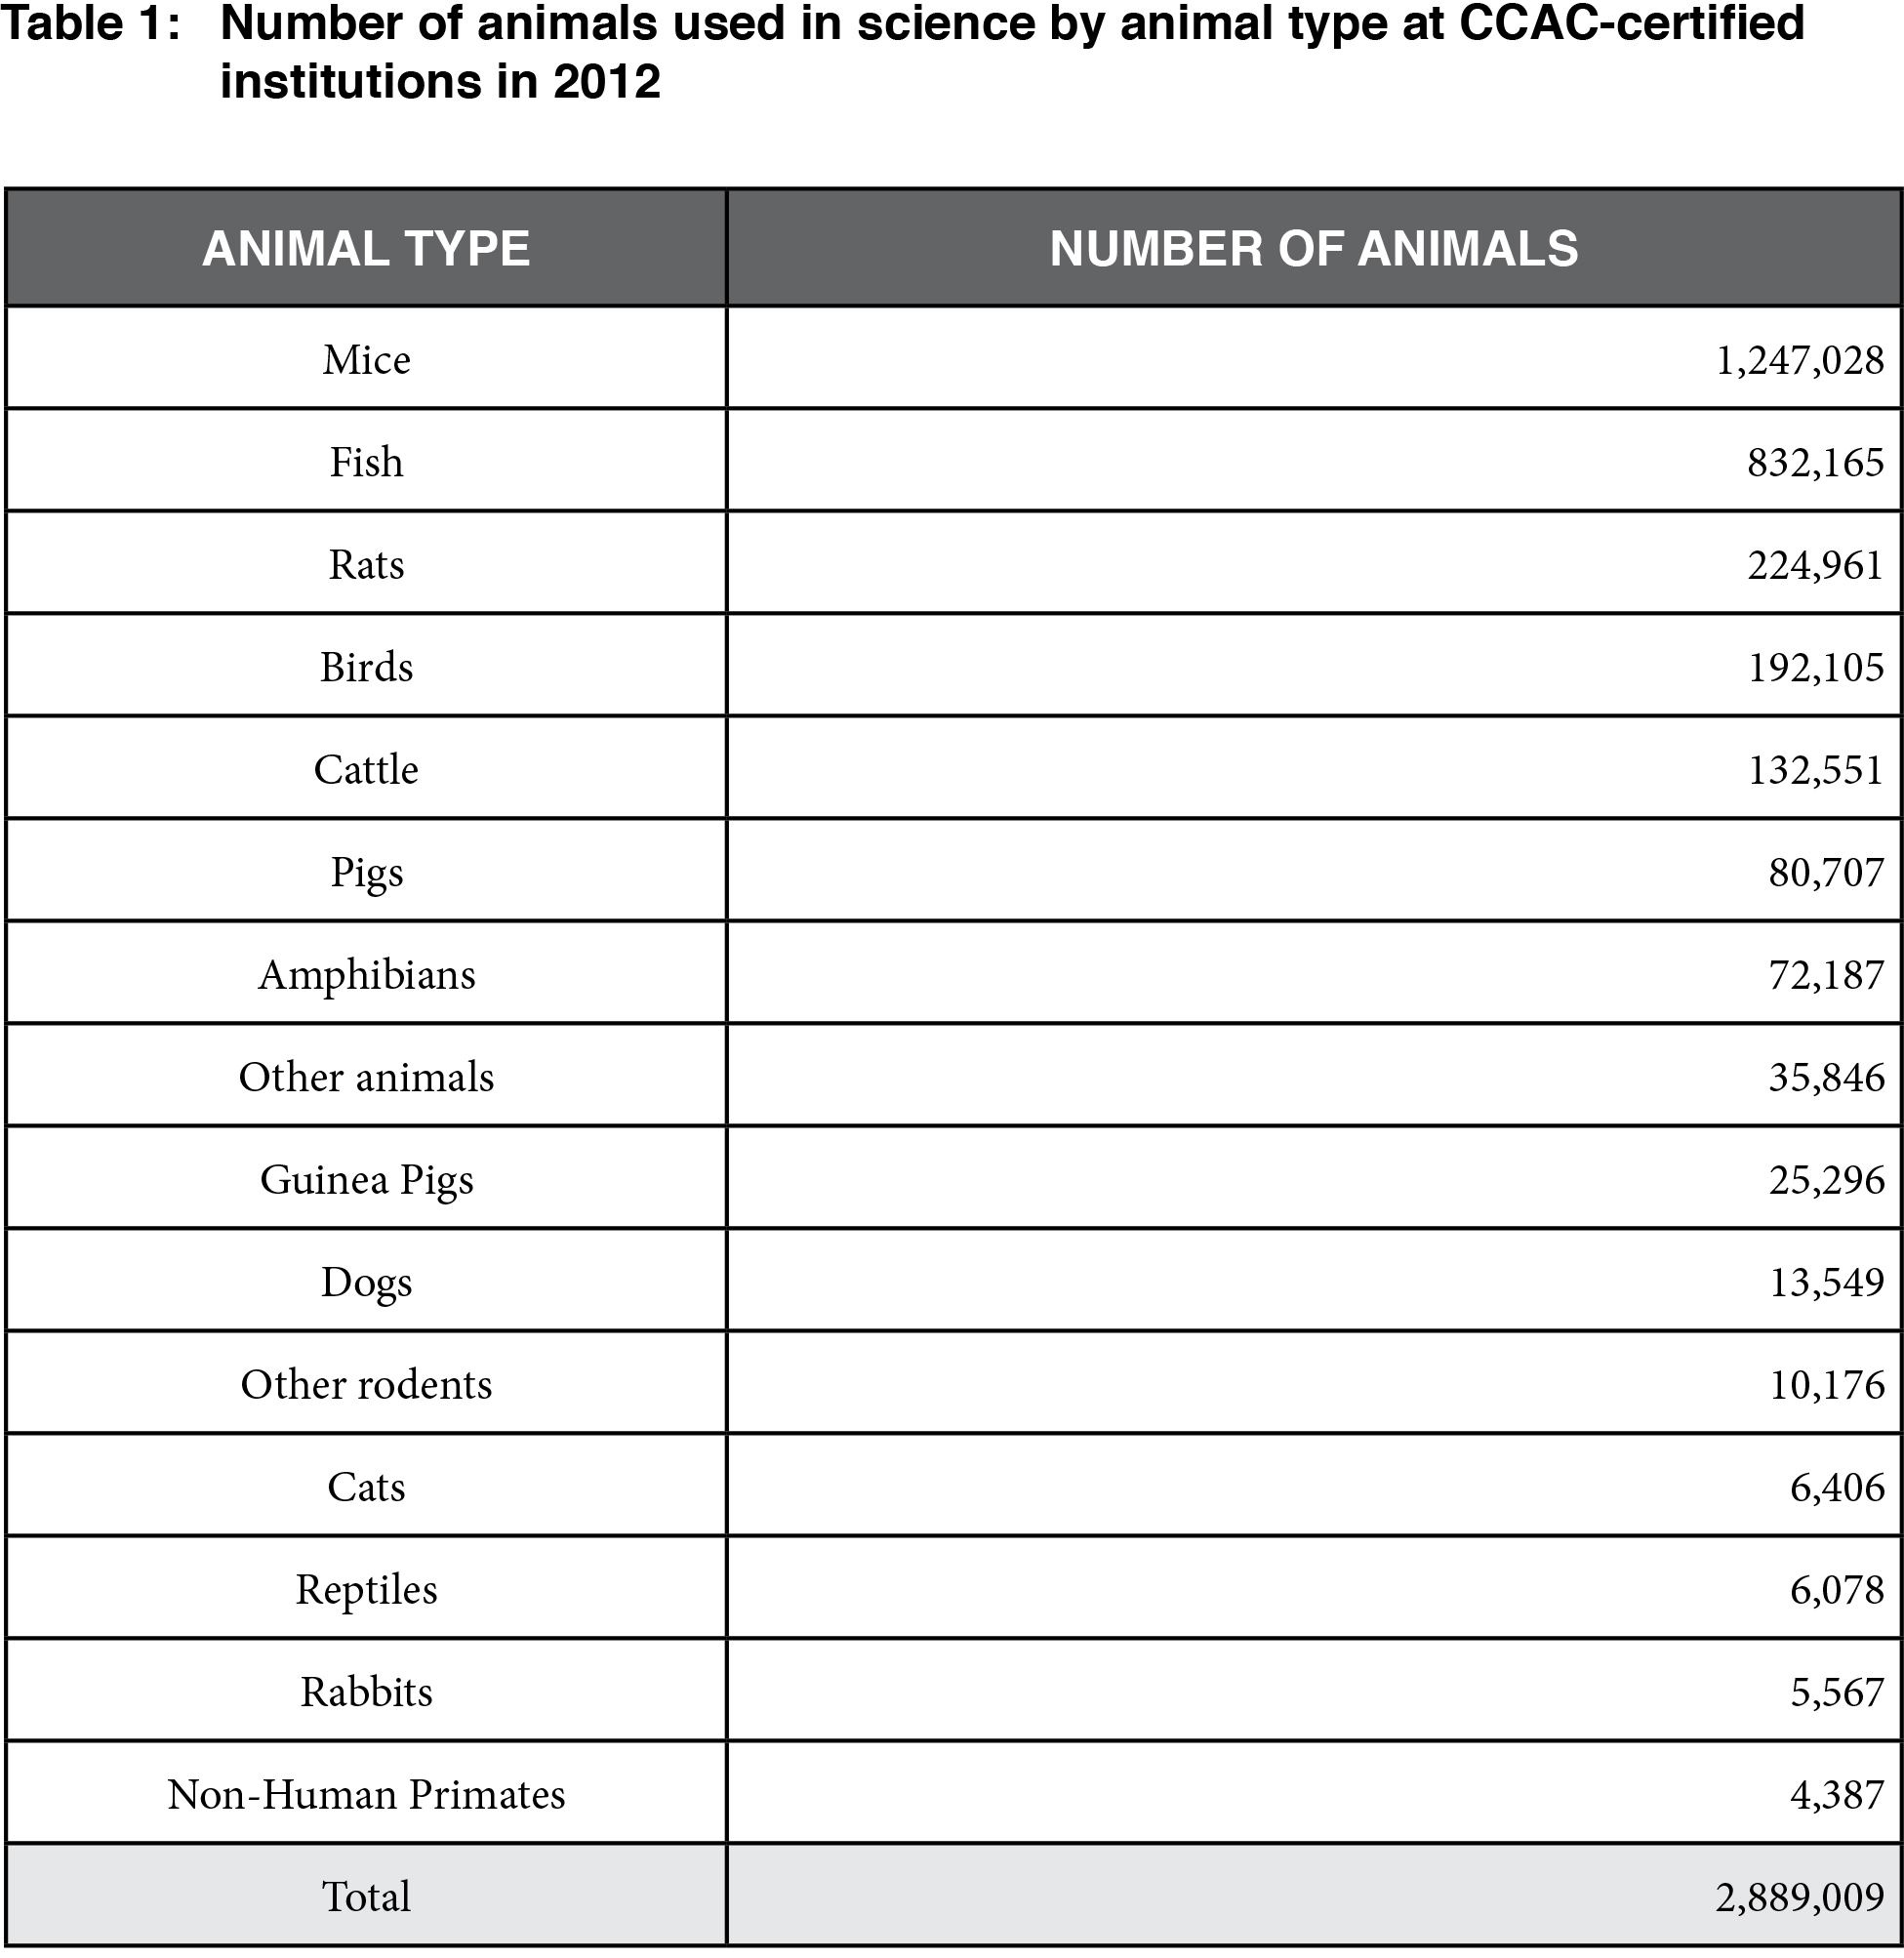 Table 1: Number of animals used in science by animal type at CCAC-certified
institutions in 2012
ANIMAL TYPE NUMBER OF ANIMALS
Mice 1,247,028
Fish 832,165
Rats 224,961
Birds 192,105
Cattle 132,551
Pigs 80,707
Amphibians 72,187
Other animals 35,846
Guinea Pigs 25,296
Dogs 13,549
Other rodents 10,176
Cats 6,406
Reptiles 6,078
Rabbits 5,567
Non-Human Primates 4,387
Total 2,889,009